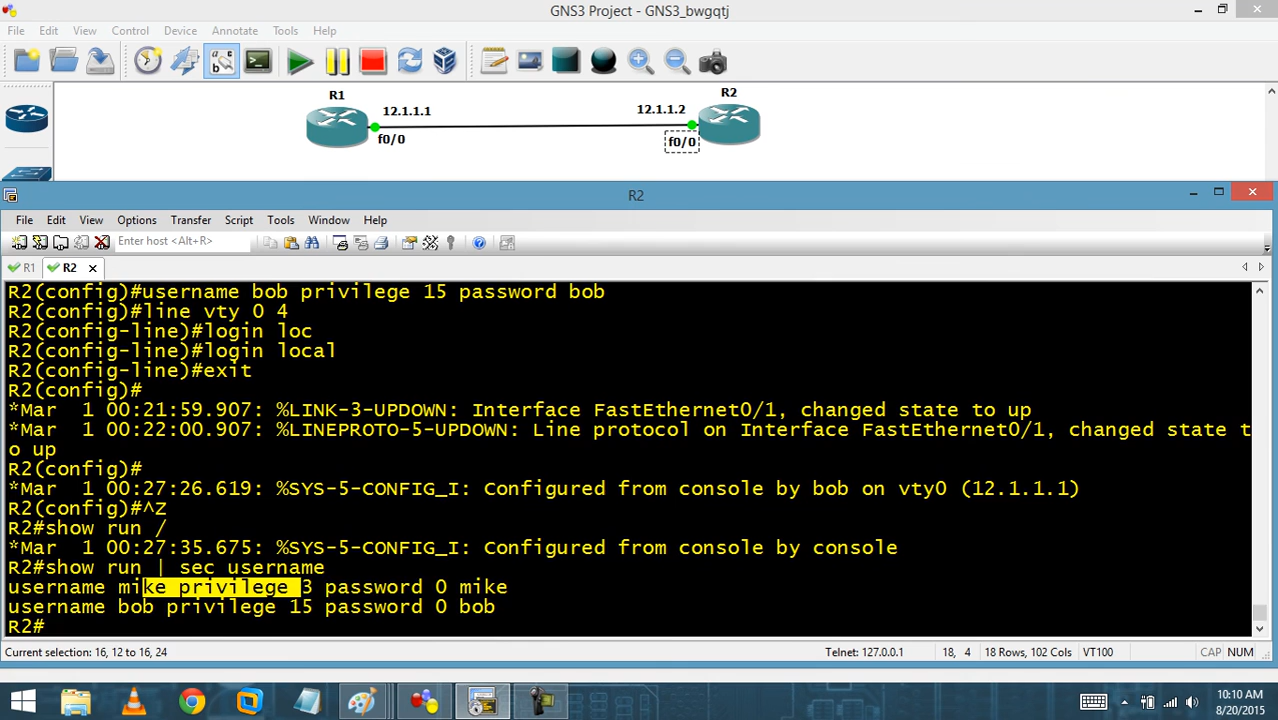 GNS3 Project - GNS3_bwgqtj
File Edit View Control Device Annotate Tools Help
R1 R2
12.1.1.1 12.1.1.2
f0/0 f0/0
R2
File Edit View Options Transfer Script Tools Window Help
Enter host <Alt+R>
R1 R2
R2(config)#username bob privilege 15 password bob
R2(config)#line vty 0 4
R2(config-line)#login loc
R2(config-line)#login local
R2(config-line)#exit
R2(config)#
*Mar  1 00:21:59.907: %LINK-3-UPDOWN: Interface FastEthernet0/1, changed state to up
*Mar  1 00:22:00.907: %LINEPROTO-5-UPDOWN: Line protocol on Interface FastEthernet0/1, changed state t
o up
R2(config)#
*Mar  1 00:27:26.619: %SYS-5-CONFIG_I: Configured from console by bob on vty0 (12.1.1.1)
R2(config)#^Z
R2#show run /
*Mar  1 00:27:35.675: %SYS-5-CONFIG_I: Configured from console by console
R2#show run | sec username
username mike privilege 3 password 0 mike
username bob privilege 15 password 0 bob
R2#
Current selection: 16, 12 to 16, 24 Telnet: 127.0.0.1 18, 4 18 Rows, 102 Cols VT100 CAP NUM
10:10 AM
8/20/2015